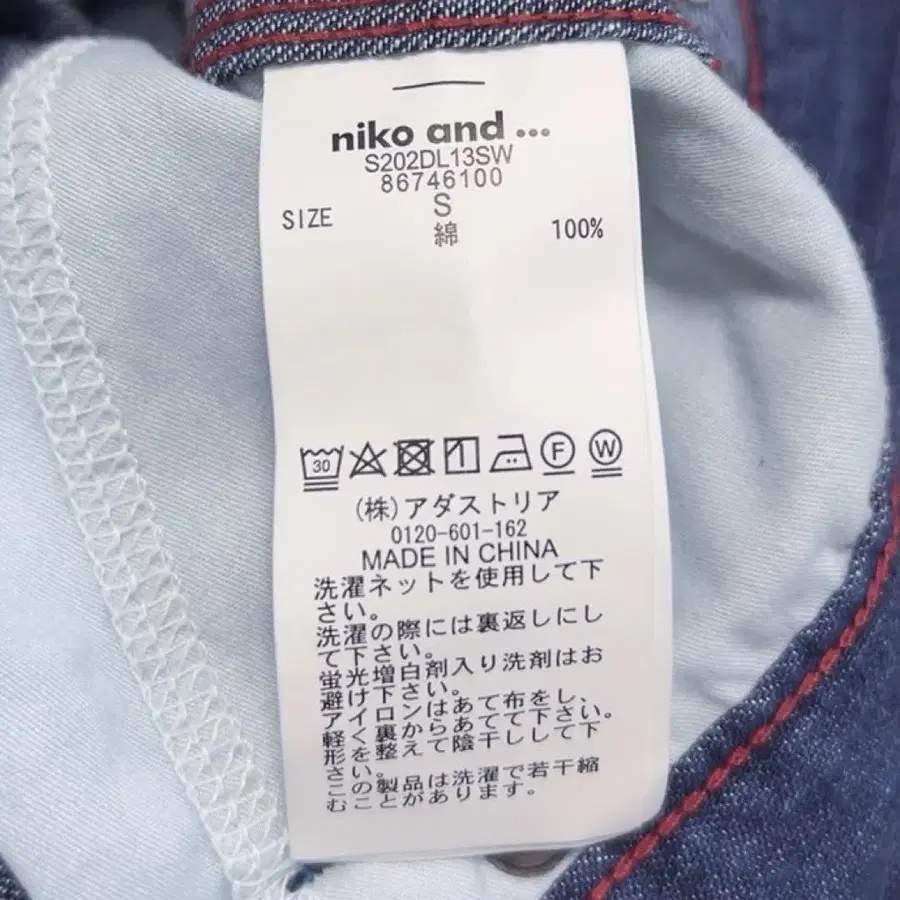 niko and ...
S202DL13SW
86746100
SIZE S
綿 100%
30 F W
(株)アダストリア
0120-601-162
MADE IN CHINA
洗濯ネットを使用して下
さい。
洗濯の際には裏返しにし
て下さい。
蛍光増白剤入り洗剤はお
避け下さい。
アイロンはあて布をし、
軽く裏からあてて下さい。
形を整えて陰干しして下
さい。
この製品は洗濯で若干縮
むことがあります。